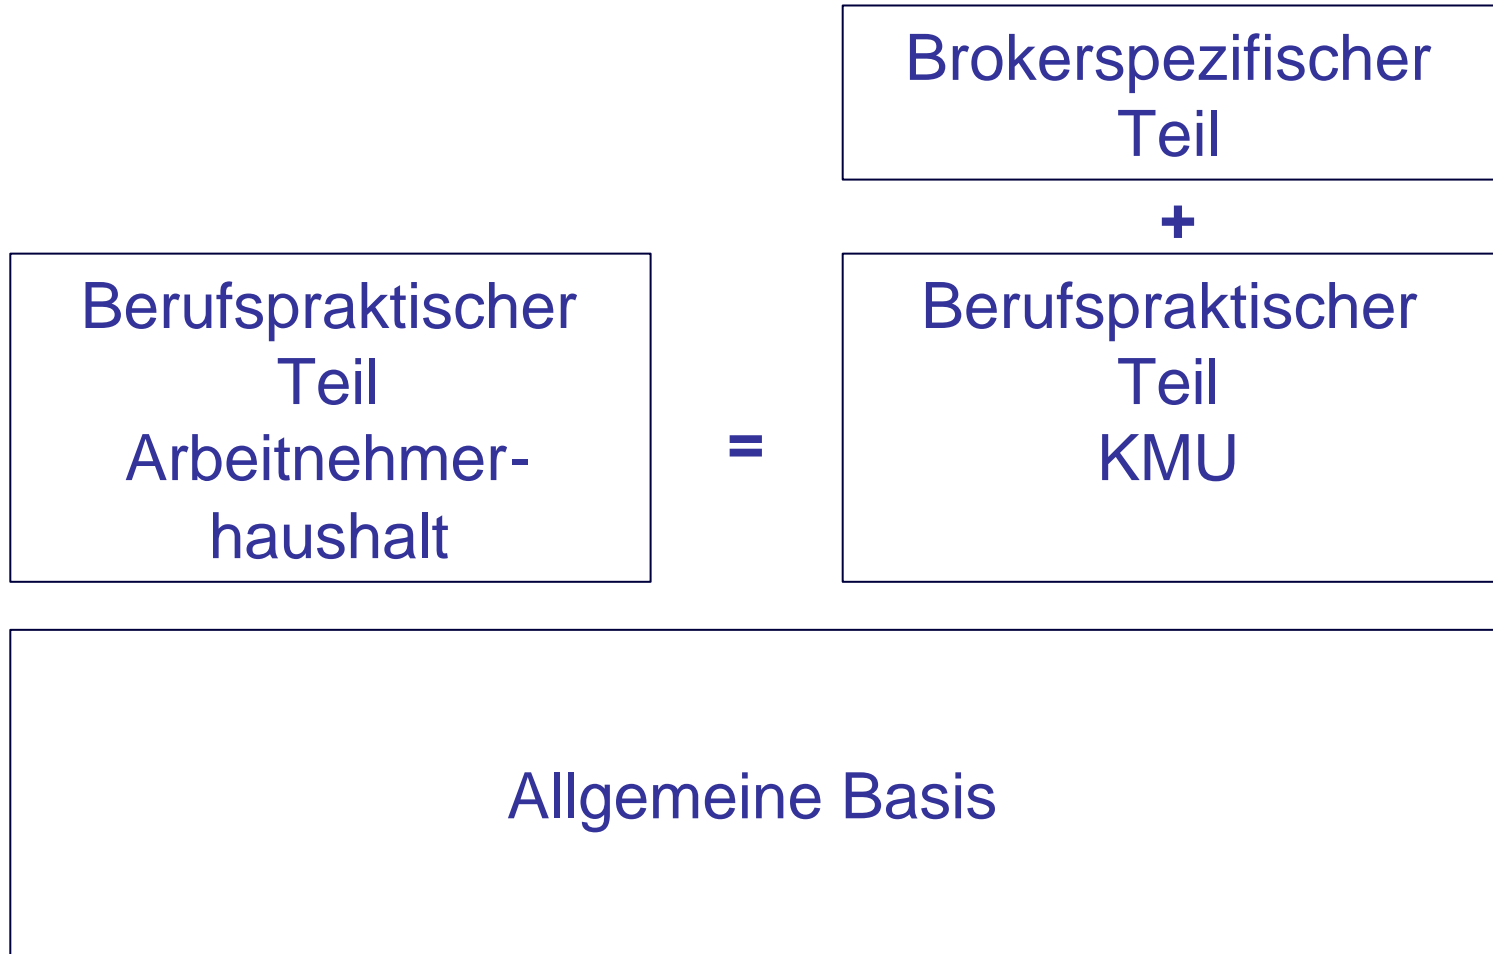 Brokerspezifischer
Teil
+
Berufspraktischer
Teil
Arbeitnehmer-
haushalt
=
Berufspraktischer
Teil
KMU
Allgemeine Basis